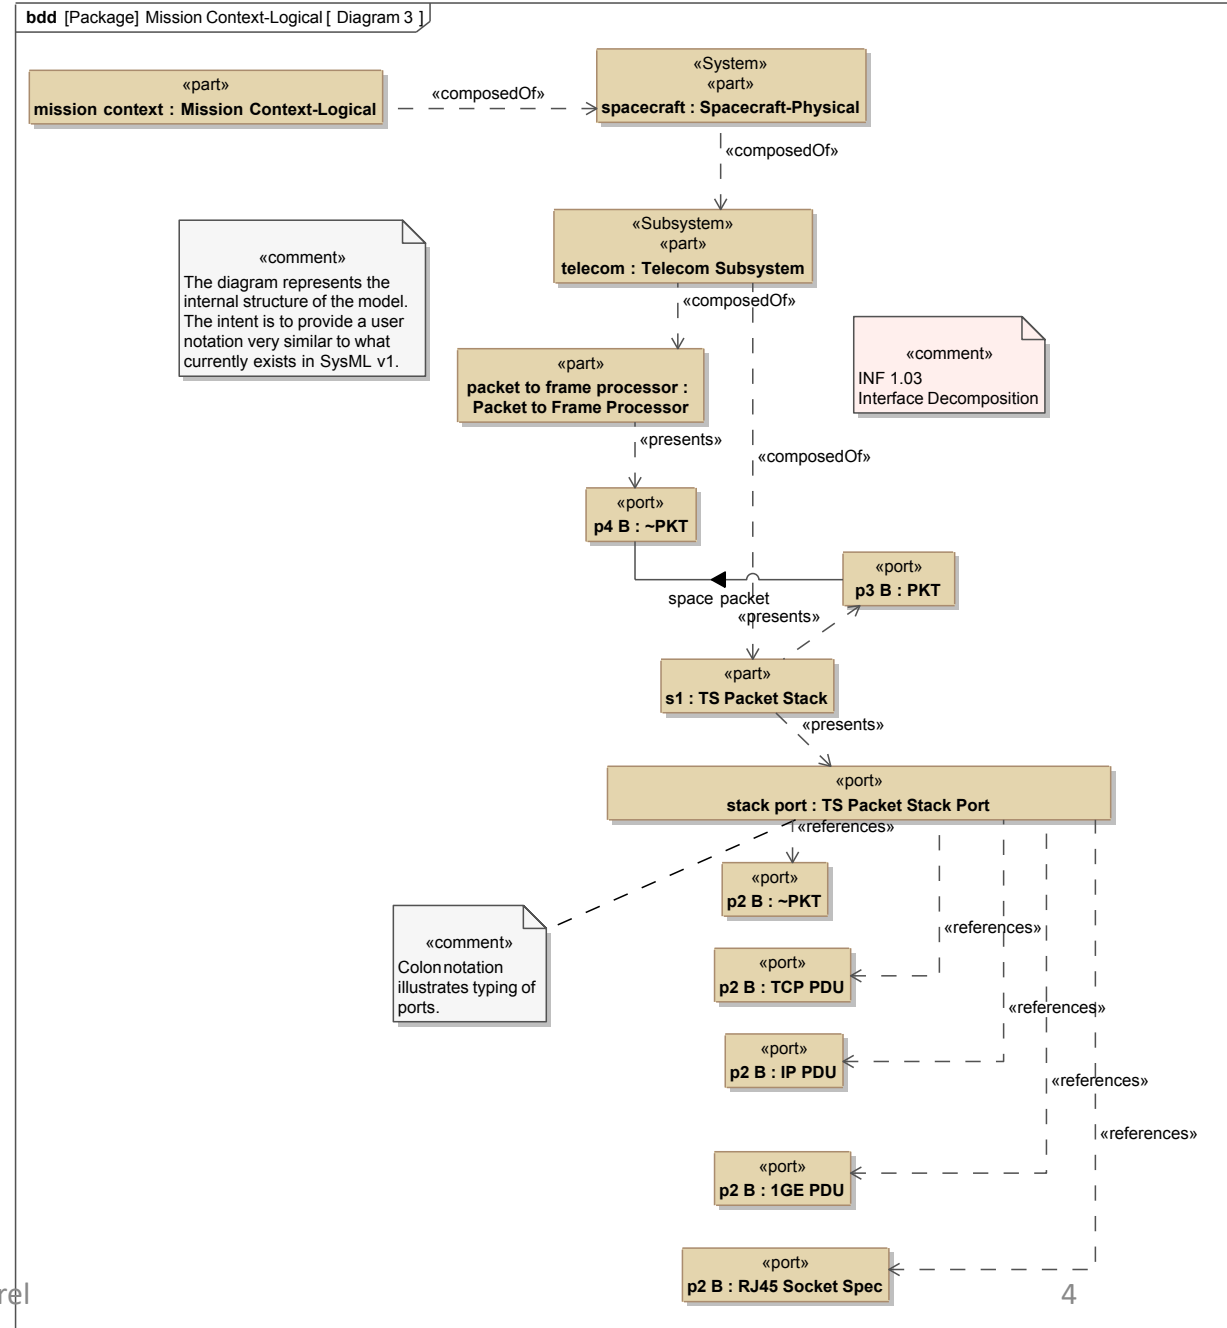 bdd [Package] Mission Context-Logical [ Diagram 3 ]
«part»
mission context : Mission Context-Logical
«composedOf»
«System»
«part»
spacecraft : Spacecraft-Physical
«composedOf»
«Subsystem»
«part»
telecom : Telecom Subsystem
«comment»
The diagram represents the
internal structure of the model.
The intent is to provide a user
notation very similar to what
currently exists in SysML v1.
«composedOf»
«comment»
INF 1.03
Interface Decomposition
«part»
packet to frame processor :
Packet to Frame Processor
«presents»
«composedOf»
«port»
p4 B : ~PKT
«port»
p3 B : PKT
space packet
«presents»
«part»
s1 : TS Packet Stack
«presents»
«port»
stack port : TS Packet Stack Port
«references»
«port»
p2 B : ~PKT
«comment»
Colon notation
illustrates typing of
ports.
«references»
«port»
p2 B : TCP PDU
«references»
«port»
p2 B : IP PDU
«references»
«references»
«port»
p2 B : 1GE PDU
«port»
p2 B : RJ45 Socket Spec
rel
4